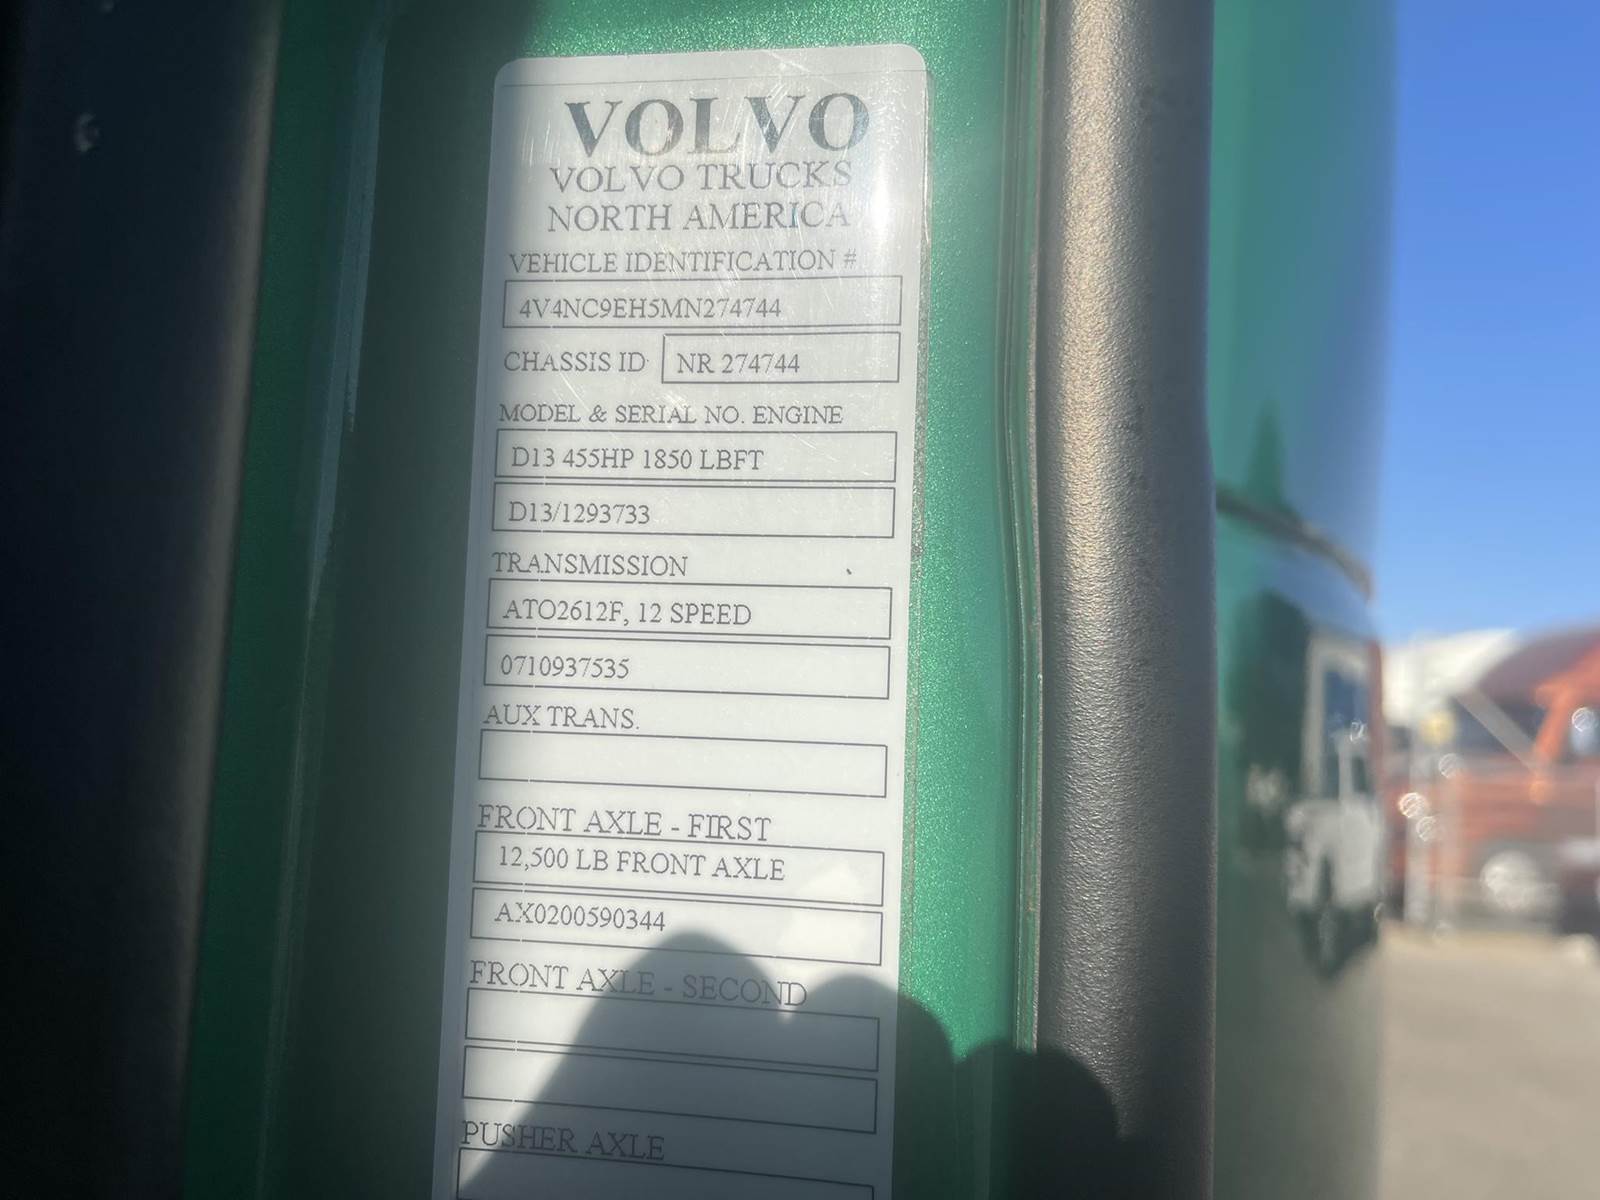 VOLVO
VOLVO TRUCKS
NORTH AMERICA
VEHICLE IDENTIFICATION #
4V4NC9EH5MN274744
CHASSIS ID NR 274744
MODEL & SERIAL NO. ENGINE
D13 455HP 1850 LBFT
D13/1293733
TRANSMISSION
ATO2612F, 12 SPEED
0710937535
AUX TRANS.
FRONT AXLE - FIRST
12,500 LB FRONT AXLE
AX0200590344
FRONT AXLE - SECOND
PUSHER AXLE